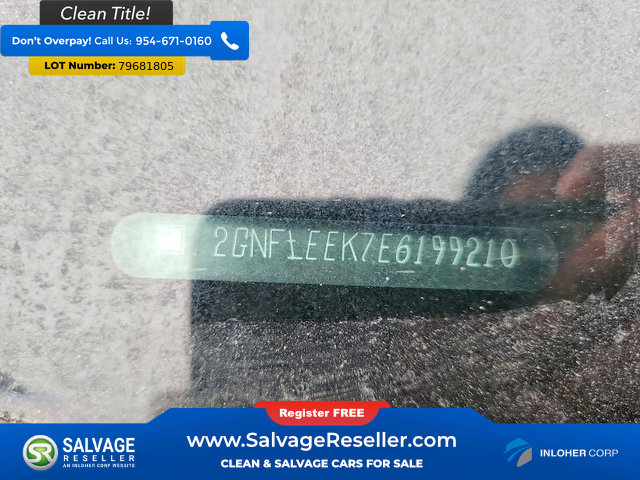 Clean Title!
Don't Overpay! Call Us: 954-671-0160
LOT Number: 79681805
2GNF1EEK7E6199210
Register FREE
SALVAGE
RESELLER
AN INLOHER CORP WEBSITE
www.SalvageReseller.com
CLEAN & SALVAGE CARS FOR SALE
INLOHER CORP